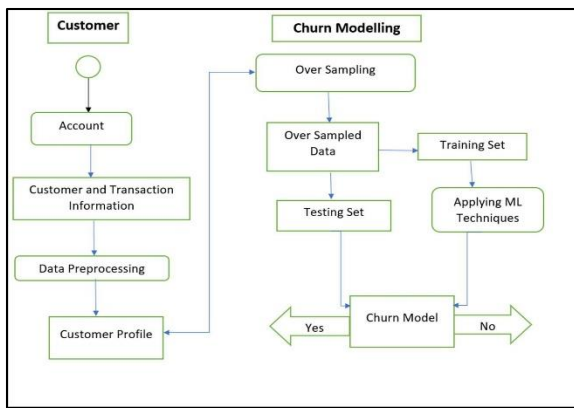 Customer
Account
Customer and Transaction
Information
Data Preprocessing
Customer Profile
Churn Modelling
Over Sampling
Over Sampled
Data
Training Set
Testing Set
Applying ML
Techniques
Yes
Churn Model
No